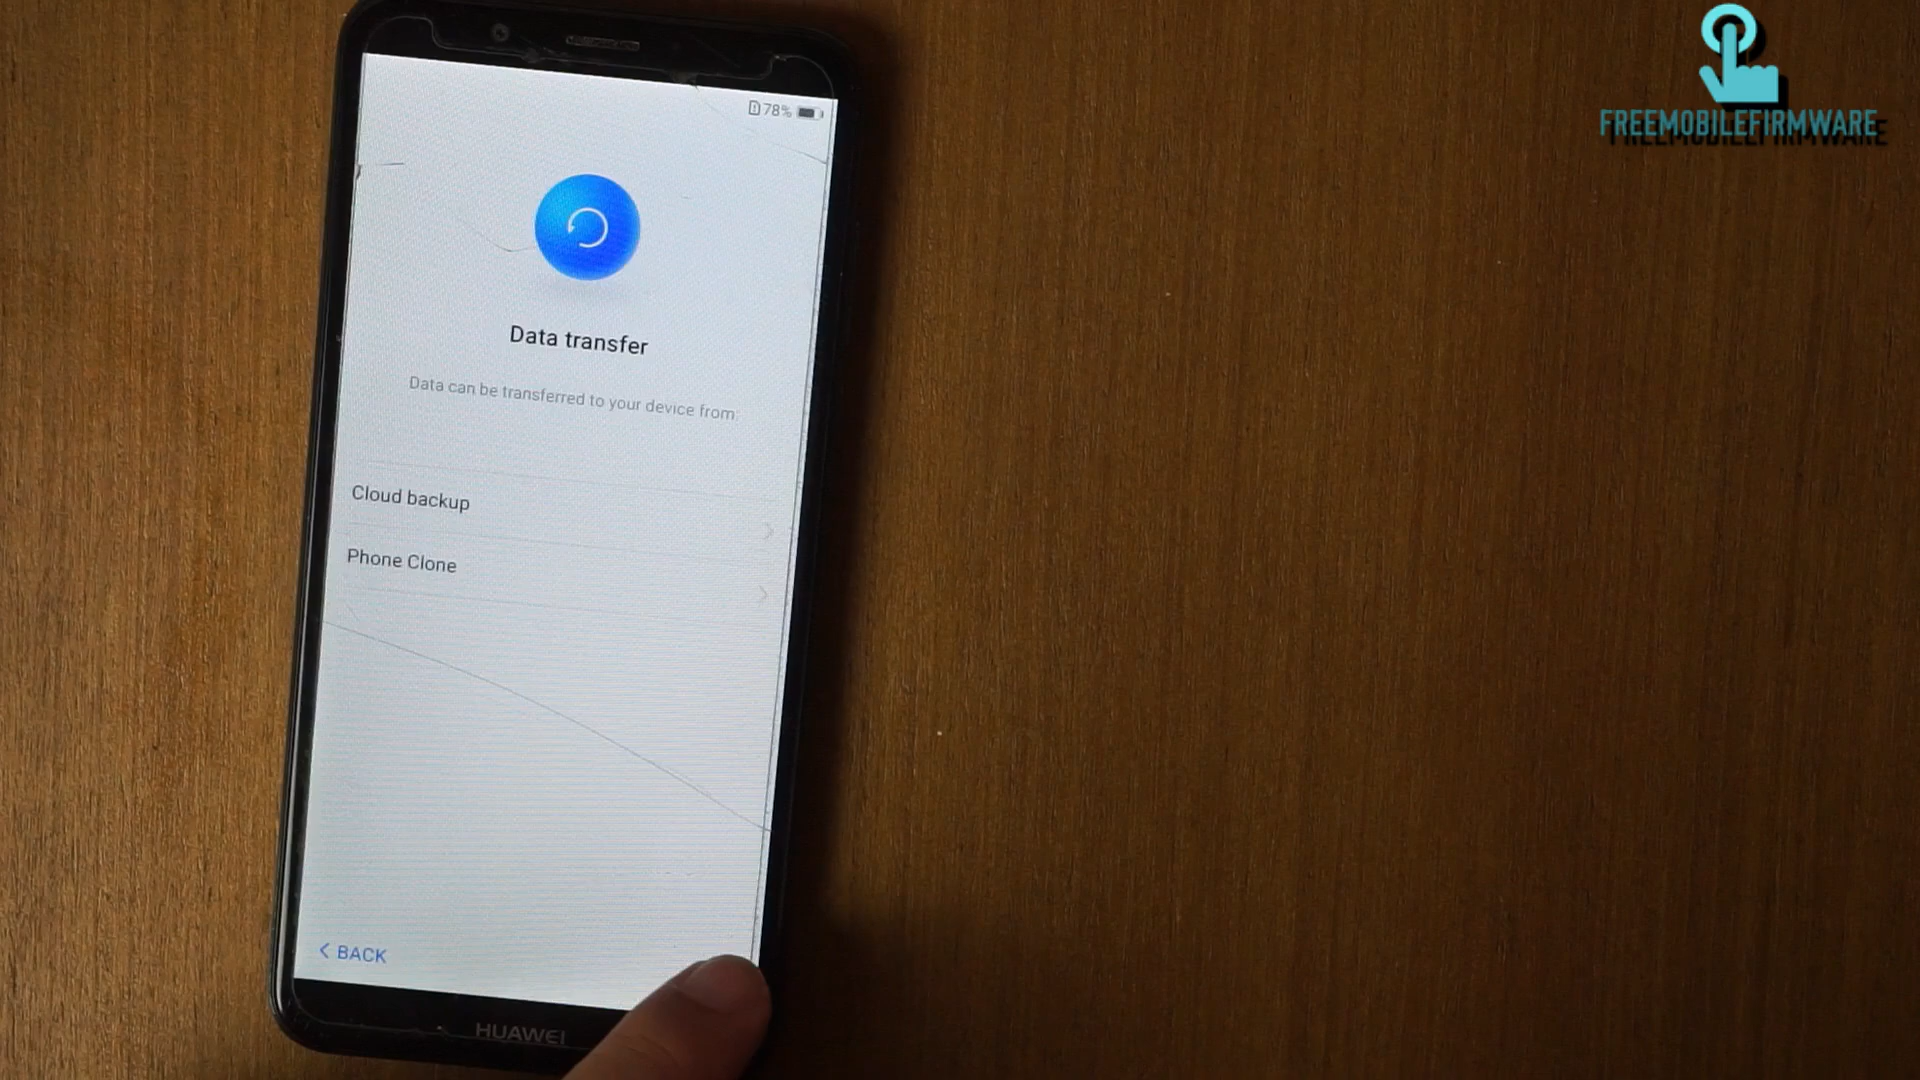 FREEMOBILEFIRMWARE
78%
Data transfer
Data can be transferred to your device from:
Cloud backup
Phone Clone
< BACK
HUAWEI